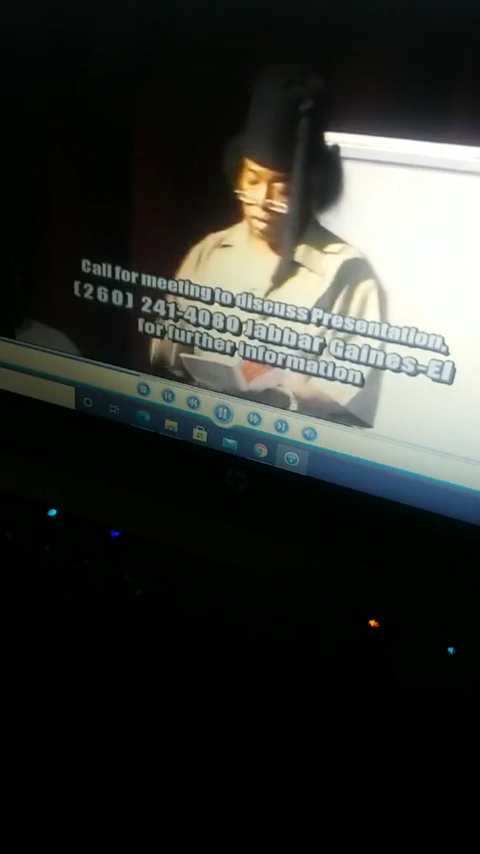 Call for meeting to discuss Presentation,
(260) 241-4080 Jabbar Gaines-El
for further information